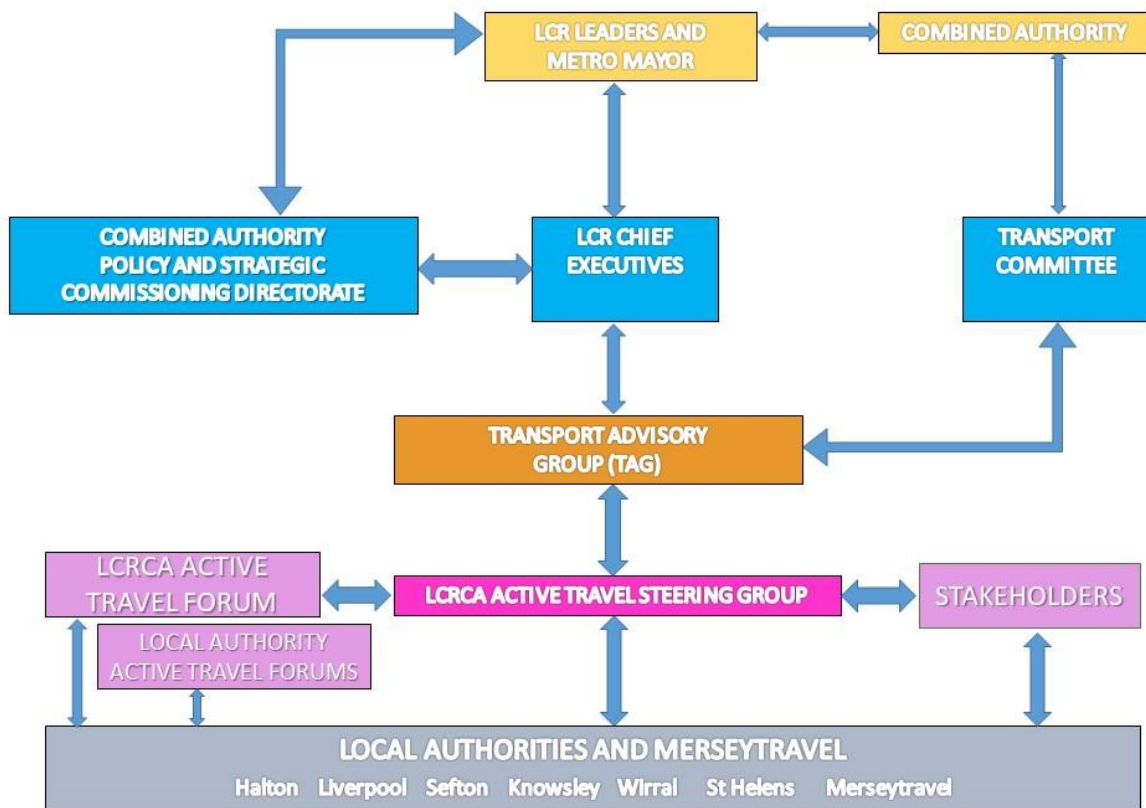 LCR LEADERS AND
METRO MAYOR
COMBINED AUTHORITY
COMBINED AUTHORITY
POLICY AND STRATEGIC
COMMISSIONING DIRECTORATE
LCR CHIEF
EXECUTIVES
TRANSPORT
COMMITTEE
TRANSPORT ADVISORY
GROUP (TAG)
LCRCA ACTIVE
TRAVEL FORUM
LCRCA ACTIVE TRAVEL STEERING GROUP
STAKEHOLDERS
LOCAL AUTHORITY
ACTIVE TRAVEL FORUMS
LOCAL AUTHORITIES AND MERSEYTRAVEL
Halton Liverpool Sefton Knowsley Wirral St Helens Merseytravel